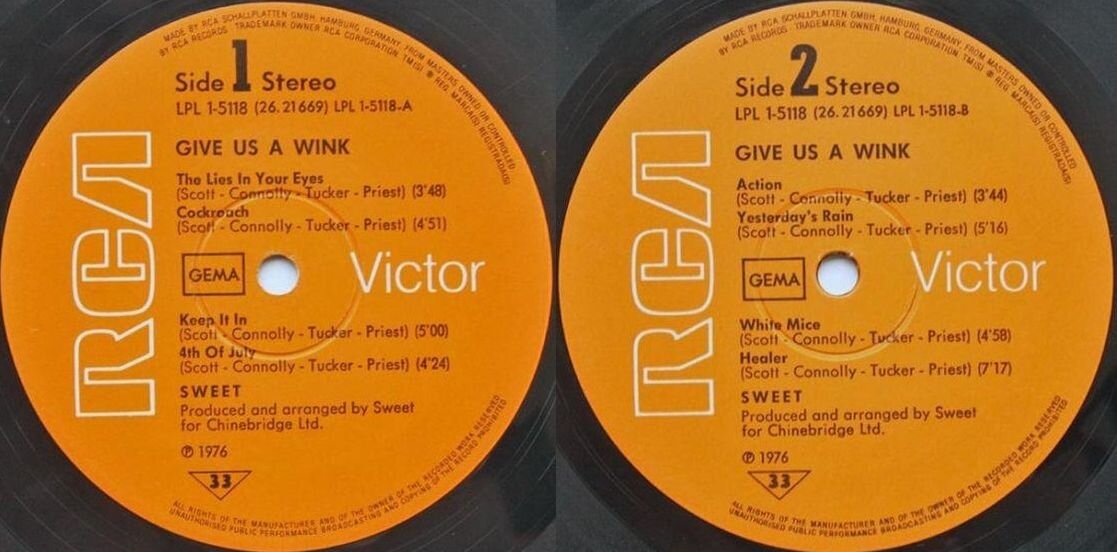 MADE BY RCA SCHALLPLATTEN GMBH, HAMBURG, GERMANY, FROM MASTERS OWNED OR CONTROLLED
BY RCA RECORDS TRADEMARK OWNER RCA CORPORATION TM(S) ® REG. MARCA(S) REGISTRADA(S)
Side 1 Stereo
LPL 1-5118 (26.21669) LPL 1-5118-A
GIVE US A WINK
The Lies In Your Eyes
(Scott - Connolly - Tucker - Priest) (3'48)
Cockroach
(Scott - Connolly - Tucker - Priest) (4'51)
RCA
GEMA
Victor
Keep It In
(Scott - Connolly - Tucker - Priest) (5'00)
4th Of July
(Scott - Connolly - Tucker - Priest) (4'24)
SWEET
Produced and arranged by Sweet
for Chinebridge Ltd.
℗ 1976
33
ALL RIGHTS OF THE MANUFACTURER AND OF THE OWNER OF THE RECORDED WORK RESERVED
UNAUTHORISED PUBLIC PERFORMANCE BROADCASTING AND COPYING OF THIS RECORD PROHIBITED
MADE BY RCA SCHALLPLATTEN GMBH, HAMBURG, GERMANY, FROM MASTERS OWNED OR CONTROLLED
BY RCA RECORDS TRADEMARK OWNER RCA CORPORATION TM(S) ® REG. MARCA(S) REGISTRADA(S)
Side 2 Stereo
LPL 1-5118 (26.21669) LPL 1-5118-B
GIVE US A WINK
Action
(Scott - Connolly - Tucker - Priest) (3'44)
Yesterday's Rain
(Scott - Connolly - Tucker - Priest) (5'16)
RCA
GEMA
Victor
White Mice
(Scott - Connolly - Tucker - Priest) (4'58)
Healer
(Scott - Connolly - Tucker - Priest) (7'17)
SWEET
Produced and arranged by Sweet
for Chinebridge Ltd.
℗ 1976
33
ALL RIGHTS OF THE MANUFACTURER AND OF THE OWNER OF THE RECORDED WORK RESERVED
UNAUTHORISED PUBLIC PERFORMANCE BROADCASTING AND COPYING OF THIS RECORD PROHIBITED